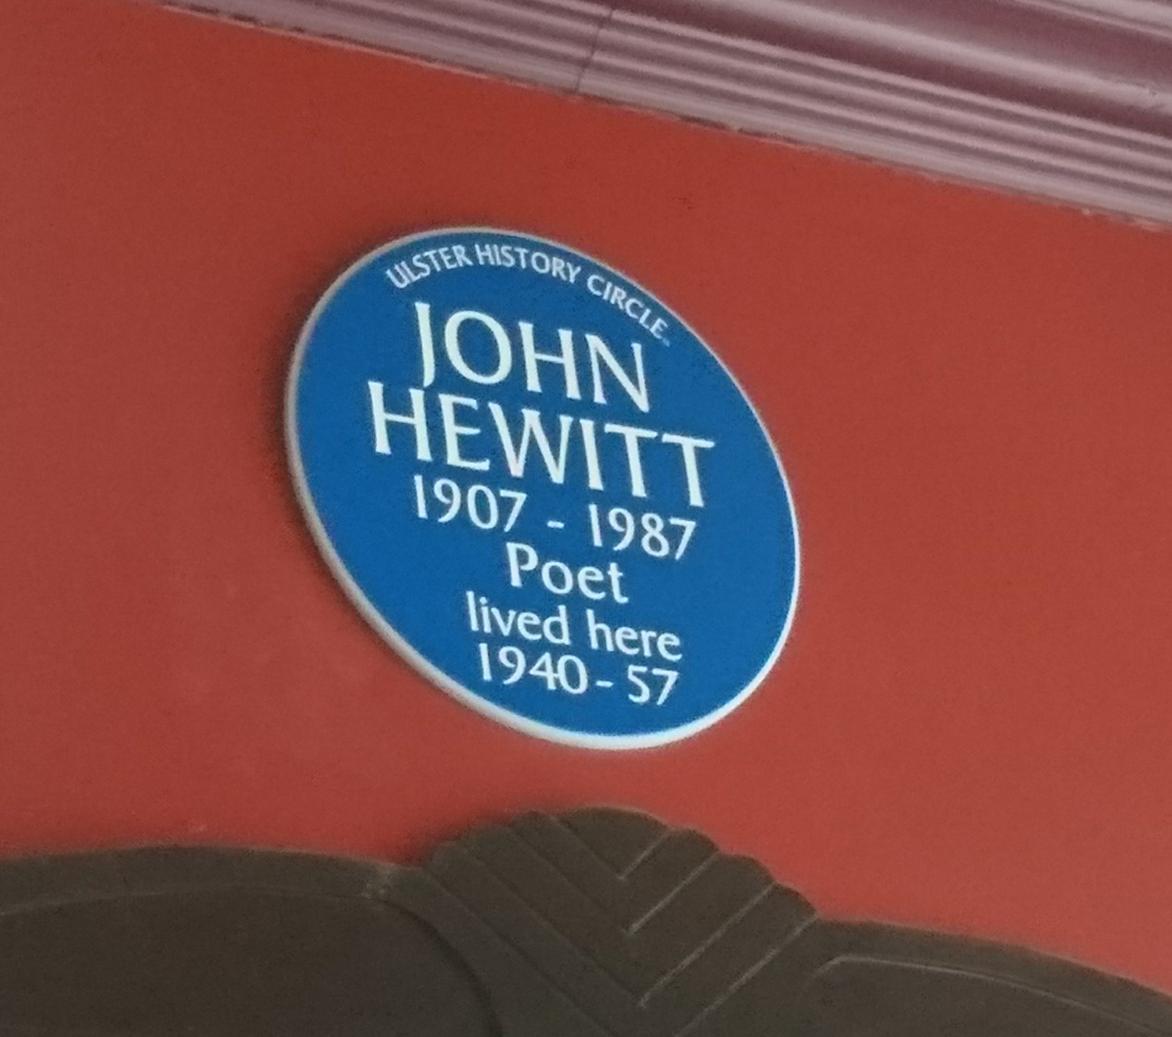 ULSTER HISTORY CIRCLE
JOHN
HEWITT
1907 - 1987
Poet
lived here
1940 - 57